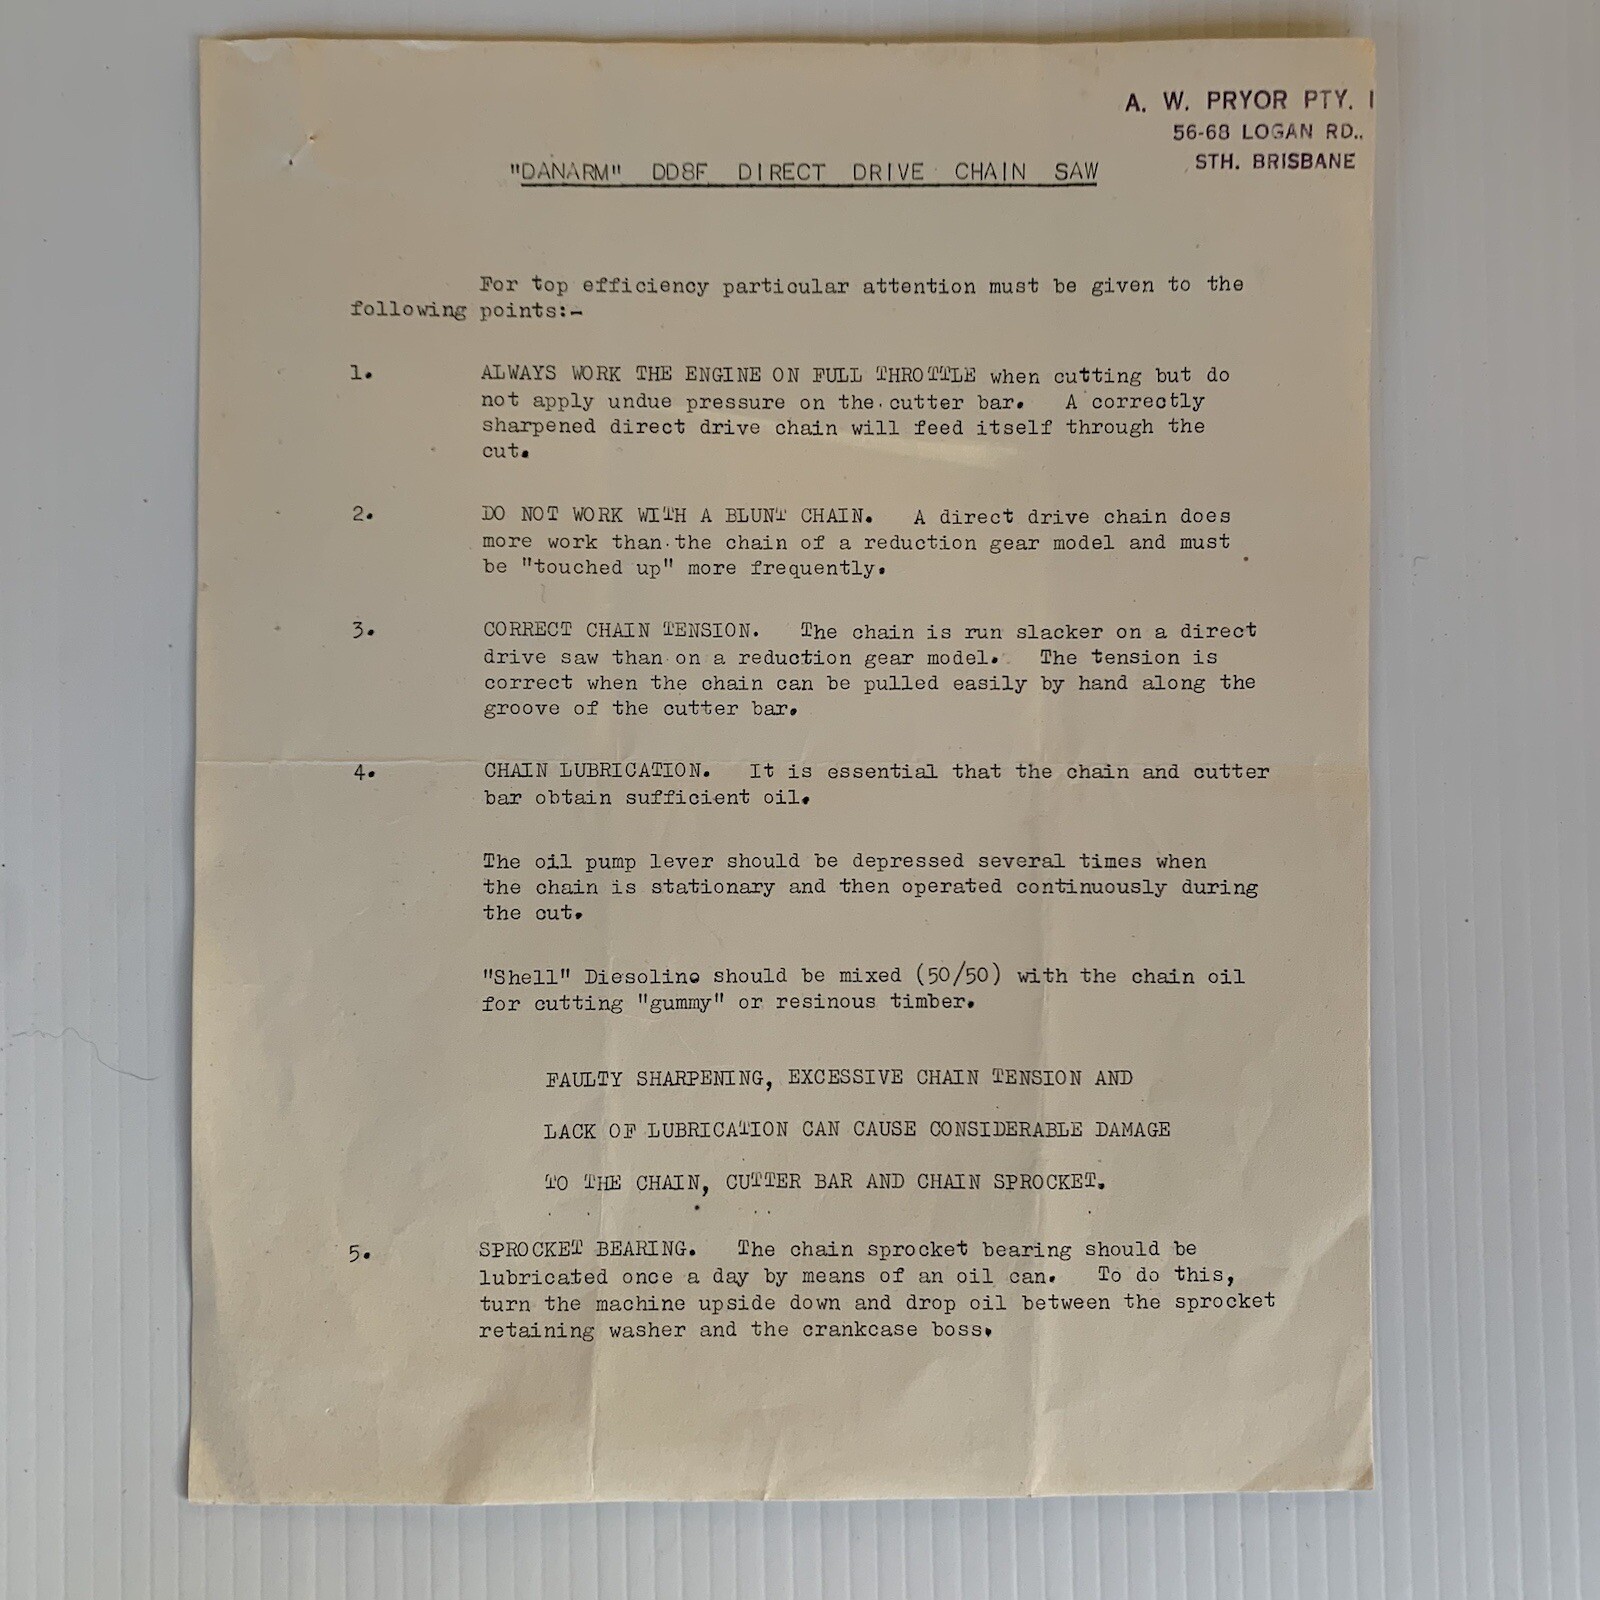 A. W. PRYOR PTY.
56-68 LOGAN RD..
STH. BRISBANE
"DANARM" DD8F DIRECT DRIVE CHAIN SAW
For top efficiency particular attention must be given to the
following points:-
1. ALWAYS WORK THE ENGINE ON FULL THROTTLE when cutting but do
not apply undue pressure on the cutter bar. A correctly
sharpened direct drive chain will feed itself through the
cut.
2. DO NOT WORK WITH A BLUNT CHAIN. A direct drive chain does
more work than the chain of a reduction gear model and must
be "touched up" more frequently.
3. CORRECT CHAIN TENSION. The chain is run slacker on a direct
drive saw than on a reduction gear model. The tension is
correct when the chain can be pulled easily by hand along the
groove of the cutter bar.
4. CHAIN LUBRICATION. It is essential that the chain and cutter
bar obtain sufficient oil.
The oil pump lever should be depressed several times when
the chain is stationary and then operated continuously during
the cut.
"Shell" Diesoline should be mixed (50/50) with the chain oil
for cutting "gummy" or resinous timber.
FAULTY SHARPENING, EXCESSIVE CHAIN TENSION AND
LACK OF LUBRICATION CAN CAUSE CONSIDERABLE DAMAGE
TO THE CHAIN, CUTTER BAR AND CHAIN SPROCKET.
5. SPROCKET BEARING. The chain sprocket bearing should be
lubricated once a day by means of an oil can. To do this,
turn the machine upside down and drop oil between the sprocket
retaining washer and the crankcase boss.